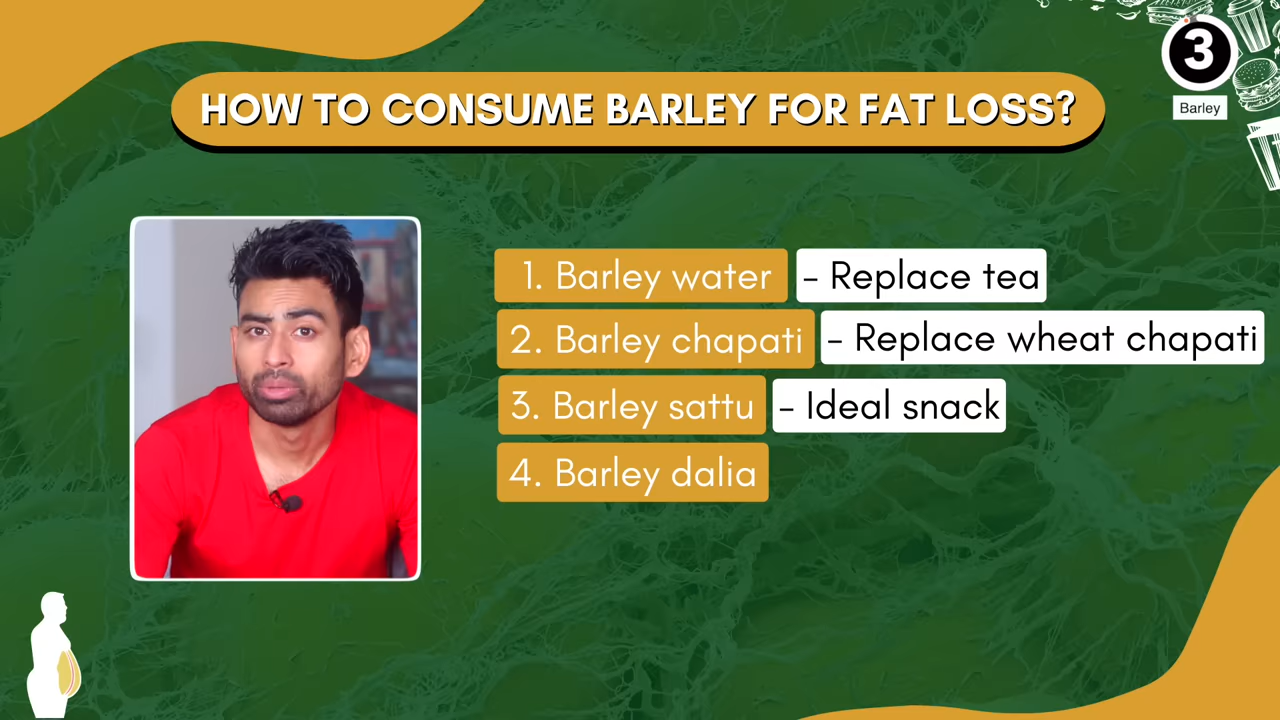 3
Barley
HOW TO CONSUME BARLEY FOR FAT LOSS?
1. Barley water - Replace tea
2. Barley chapati - Replace wheat chapati
3. Barley sattu - Ideal snack
4. Barley dalia